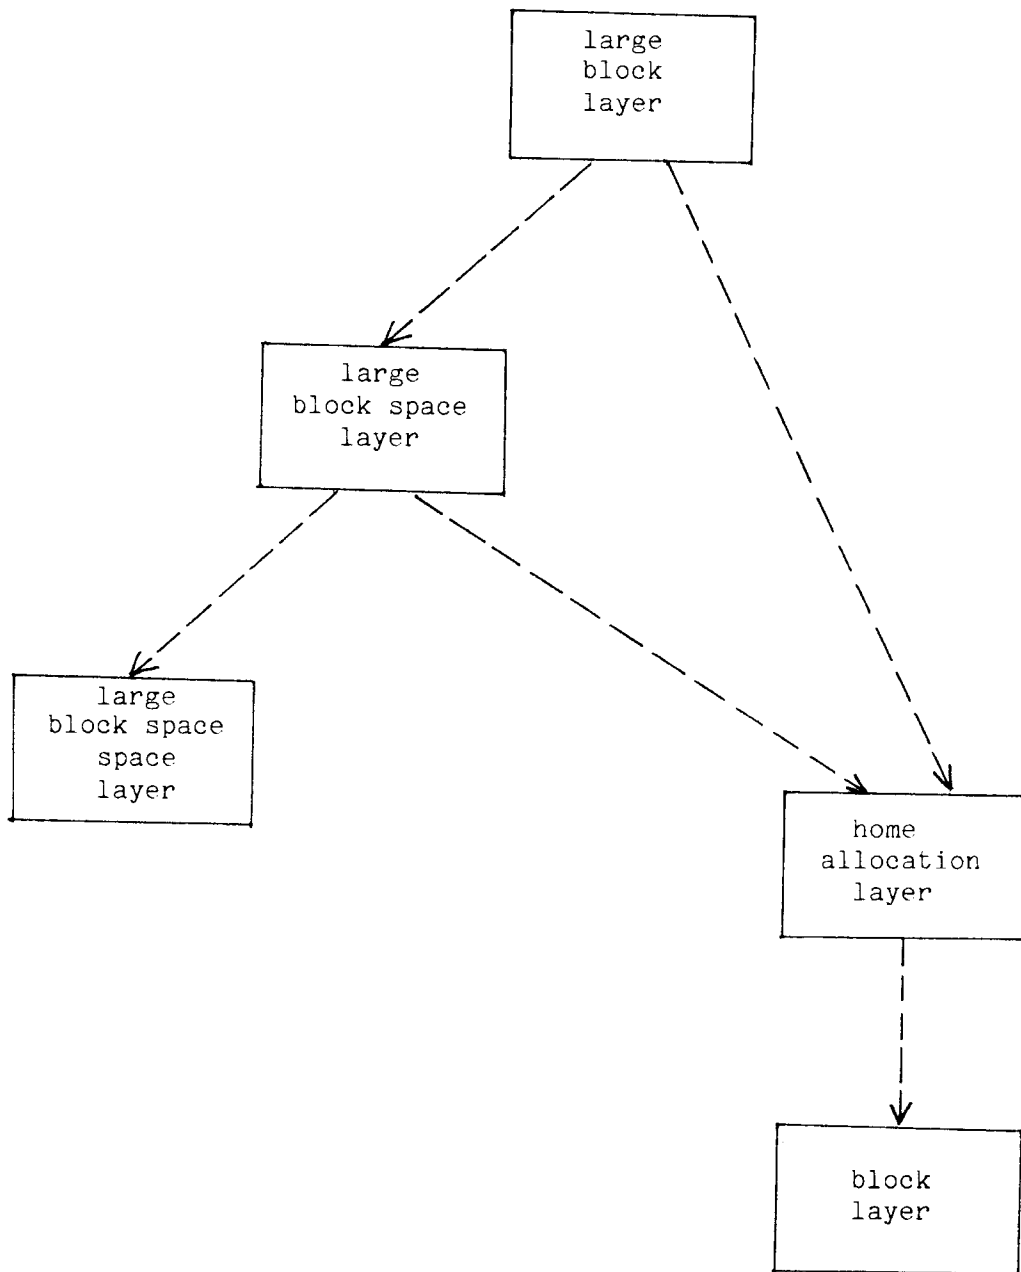 large
block
layer
large
block space
layer
large
block space
space
layer
home
allocation
layer
block
layer